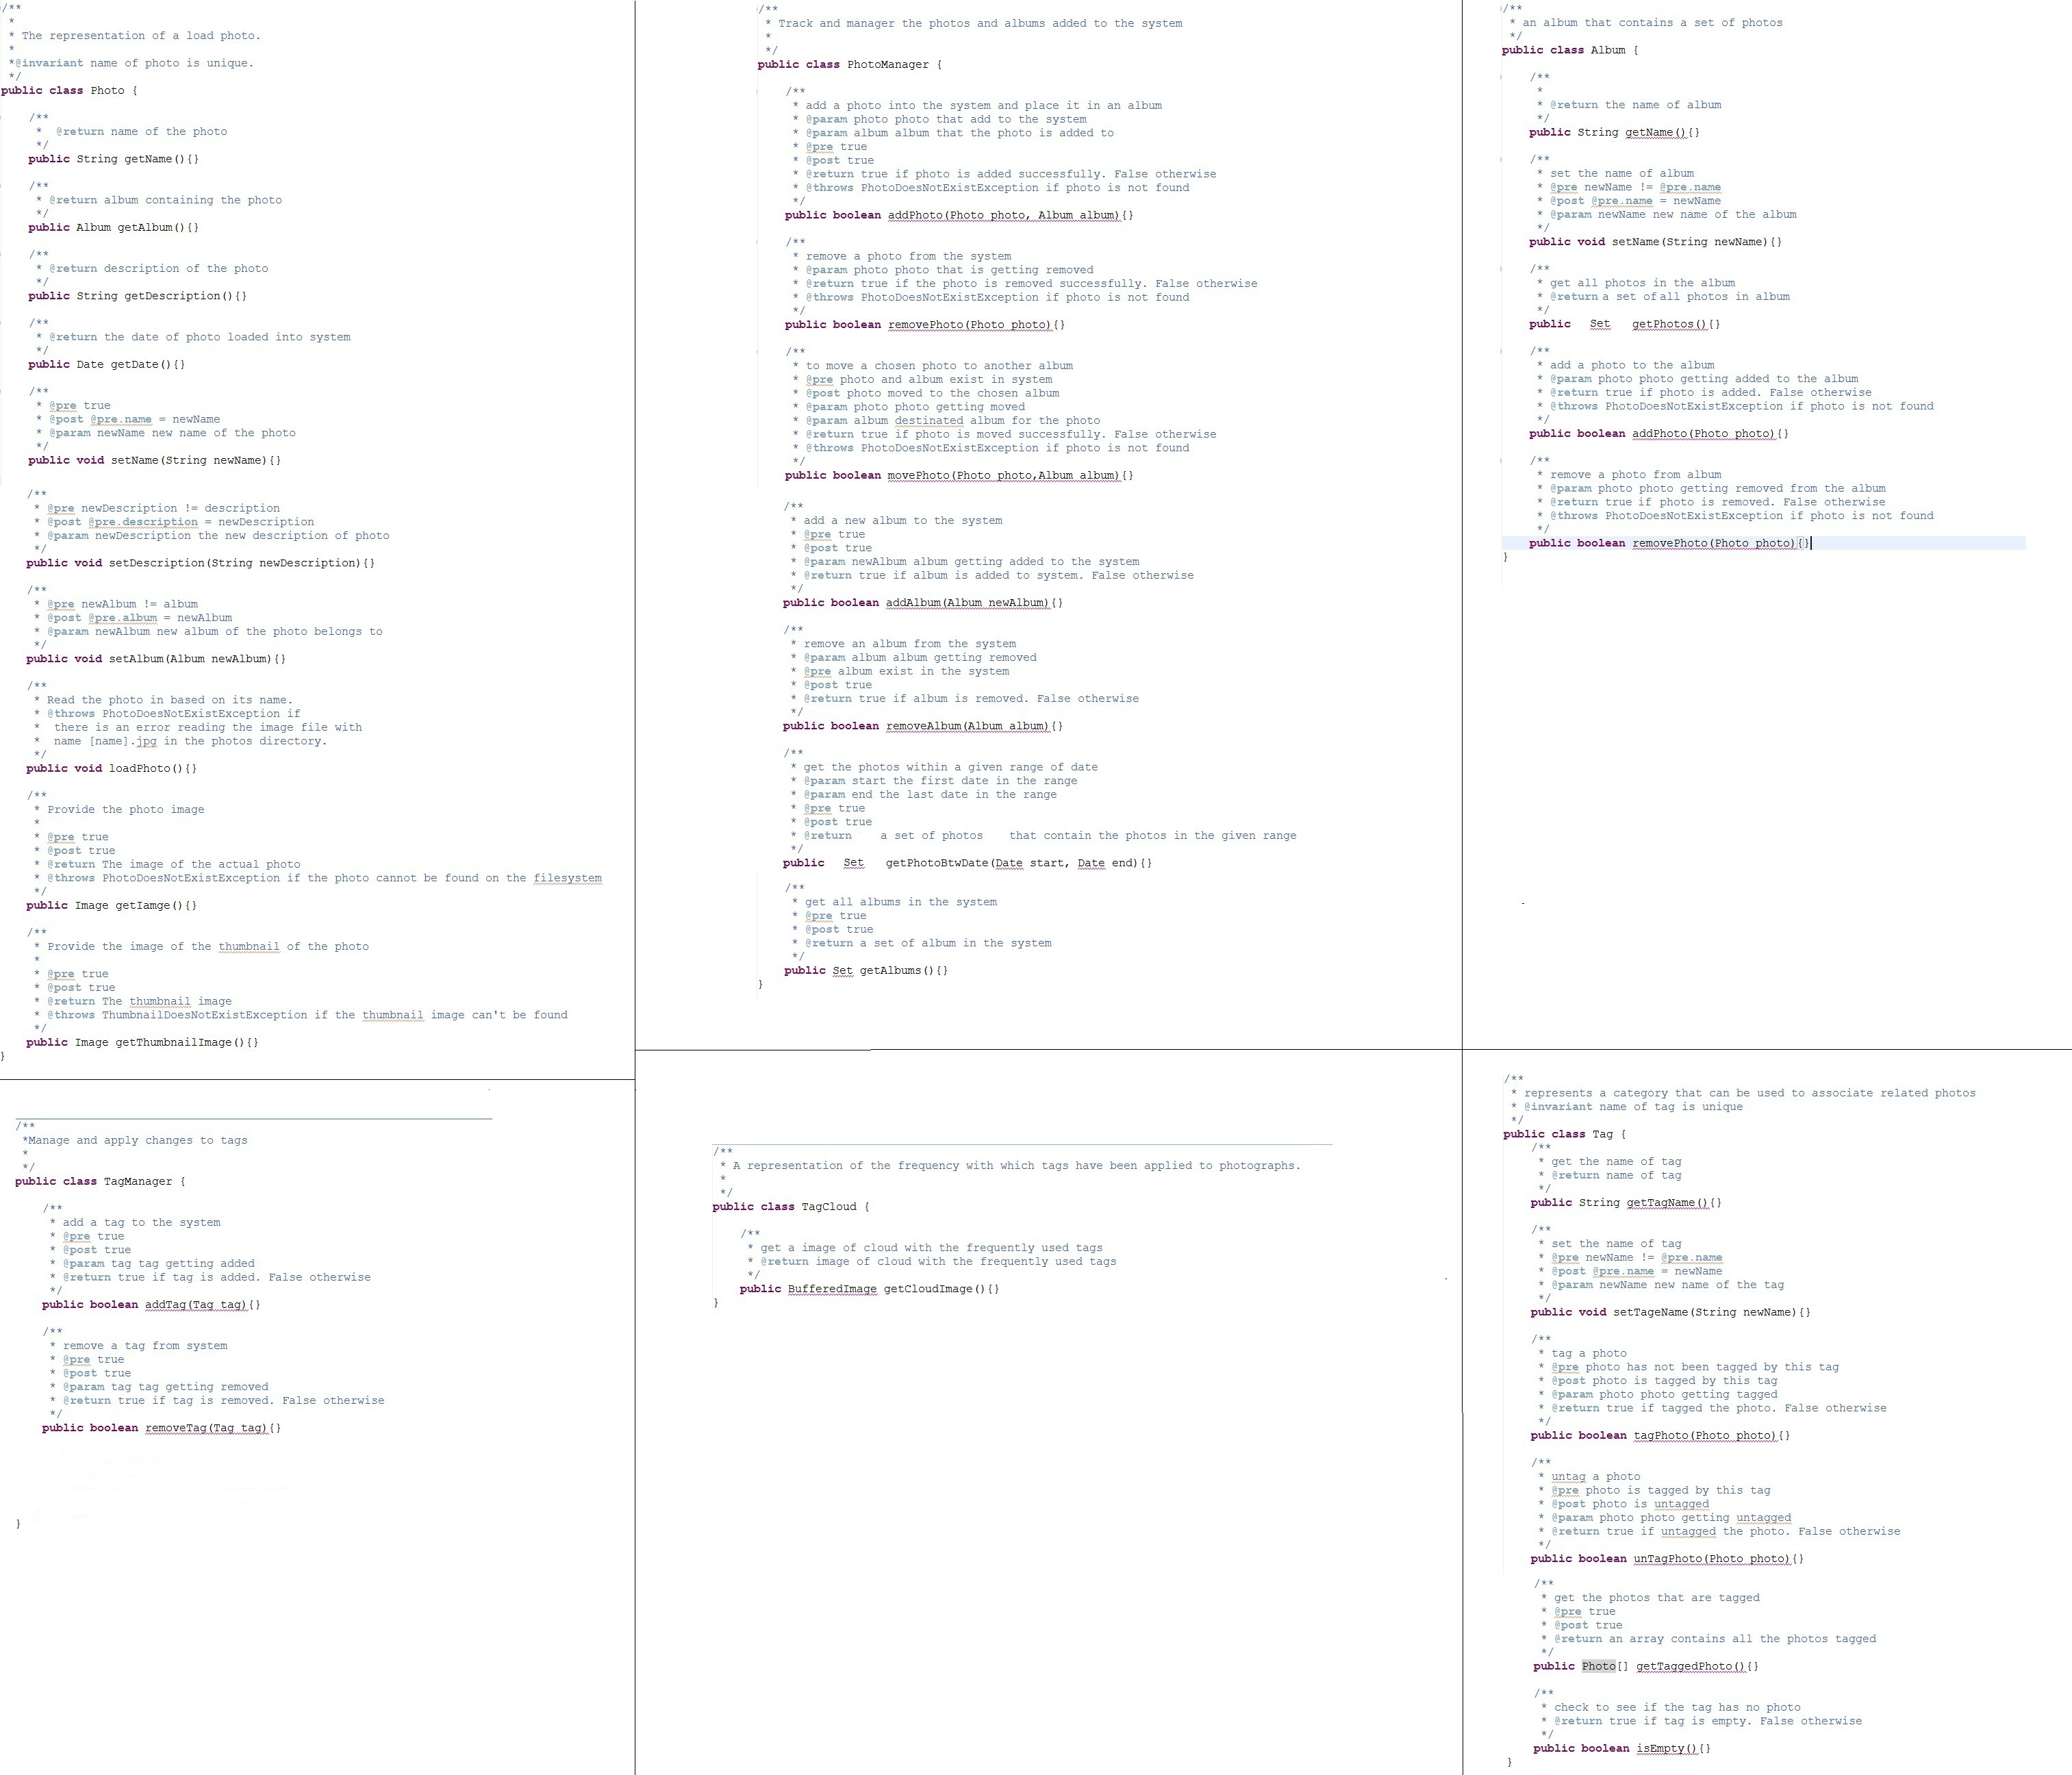 /**
 *
 * The representation of a load photo.
 *
 *@invariant name of photo is unique.
 */
public class Photo {
/**
 *  @return name of the photo
 */
public String getName(){}
/**
 * @return album containing the photo
 */
public Album getAlbum(){}
/**
 * @return description of the photo
 */
public String getDescription(){}
/**
 * @return the date of photo loaded into system
 */
public Date getDate(){}
/**
 * @pre true
 * @post @pre.name = newName
 * @param newName new name of the photo
 */
public void setName(String newName){}
/**
 * @pre newDescription != description
 * @post @pre.description = newDescription
 * @param newDescription the new description of photo
 */
public void setDescription(String newDescription){}
/**
 * @pre newAlbum != album
 * @post @pre.album = newAlbum
 * @param newAlbum new album of the photo belongs to
 */
public void setAlbum(Album newAlbum){}
/**
 * Read the photo in based on its name.
 * @throws PhotoDoesNotExistException if
 *  there is an error reading the image file with
 *  name [name].jpg in the photos directory.
 */
public void loadPhoto(){}
/**
 * Provide the photo image
 *
 * @pre true
 * @post true
 * @return The image of the actual photo
 * @throws PhotoDoesNotExistException if the photo cannot be found on the filesystem
 */
public Image getIamge(){}
/**
 * Provide the image of the thumbnail of the photo
 *
 * @pre true
 * @post true
 * @return The thumbnail image
 * @throws ThumbnailDoesNotExistException if the thumbnail image can't be found
 */
public Image getThumbnailImage(){}
}
/**
 * Track and manager the photos and albums added to the system
 *
 */
public class PhotoManager {
/**
 * add a photo into the system and place it in an album
 * @param photo photo that add to the system
 * @param album album that the photo is added to
 * @pre true
 * @post true
 * @return true if photo is added successfully. False otherwise
 * @throws PhotoDoesNotExistException if photo is not found
 */
public boolean addPhoto(Photo photo, Album album){}
/**
 * remove a photo from the system
 * @param photo photo that is getting removed
 * @return true if the photo is removed successfully. False otherwise
 * @throws PhotoDoesNotExistException if photo is not found
 */
public boolean removePhoto(Photo photo){}
/**
 * to move a chosen photo to another album
 * @pre photo and album exist in system
 * @post photo moved to the chosen album
 * @param photo photo getting moved
 * @param album destinated album for the photo
 * @return true if photo is moved successfully. False otherwise
 * @throws PhotoDoesNotExistException if photo is not found
 */
public boolean movePhoto(Photo photo,Album album){}
/**
 * add a new album to the system
 * @pre true
 * @post true
 * @param newAlbum album getting added to the system
 * @return true if album is added to system. False otherwise
 */
public boolean addAlbum(Album newAlbum){}
/**
 * remove an album from the system
 * @param album album getting removed
 * @pre album exist in the system
 * @post true
 * @return true if album is removed. False otherwise
 */
public boolean removeAlbum(Album album){}
/**
 * get the photos within a given range of date
 * @param start the first date in the range
 * @param end the last date in the range
 * @pre true
 * @post true
 * @return a set of photos that contain the photos in the given range
 */
public Set getPhotoBtwDate(Date start, Date end){}
/**
 * get all albums in the system
 * @pre true
 * @post true
 * @return a set of album in the system
 */
public Set getAlbums(){}
}
/**
 * an album that contains a set of photos
 */
public class Album {
/**
 *
 * @return the name of album
 */
public String getName(){}
/**
 * set the name of album
 * @pre newName != @pre.name
 * @post @pre.name = newName
 * @param newName new name of the album
 */
public void setName(String newName){}
/**
 * get all photos in the album
 * @return a set of all photos in album
 */
public Set getPhotos(){}
/**
 * add a photo to the album
 * @param photo photo getting added to the album
 * @return true if photo is added. False otherwise
 * @throws PhotoDoesNotExistException if photo is not found
 */
public boolean addPhoto(Photo photo){}
/**
 * remove a photo from album
 * @param photo photo getting removed from the album
 * @return true if photo is removed. False otherwise
 * @throws PhotoDoesNotExistException if photo is not found
 */
public boolean removePhoto(Photo photo){}
}
/**
 *Manage and apply changes to tags
 *
 */
public class TagManager {
/**
 * add a tag to the system
 * @pre true
 * @post true
 * @param tag tag getting added
 * @return true if tag is added. False otherwise
 */
public boolean addTag(Tag tag){}
/**
 * remove a tag from system
 * @pre true
 * @post true
 * @param tag tag getting removed
 * @return true if tag is removed. False otherwise
 */
public boolean removeTag(Tag tag){}
}
/**
 * A representation of the frequency with which tags have been applied to photographs.
 *
 */
public class TagCloud {
/**
 * get a image of cloud with the frequently used tags
 * @return image of cloud with the frequently used tags
 */
public BufferedImage getCloudImage(){}
}
/**
 * represents a category that can be used to associate related photos
 * @invariant name of tag is unique
 */
public class Tag {
/**
 * get the name of tag
 * @return name of tag
 */
public String getTagName(){}
/**
 * set the name of tag
 * @pre newName != @pre.name
 * @post @pre.name = newName
 * @param newName new name of the tag
 */
public void setTageName(String newName){}
/**
 * tag a photo
 * @pre photo has not been tagged by this tag
 * @post photo is tagged by this tag
 * @param photo photo getting tagged
 * @return true if tagged the photo. False otherwise
 */
public boolean tagPhoto(Photo photo){}
/**
 * untag a photo
 * @pre photo is tagged by this tag
 * @post photo is untagged
 * @param photo photo getting untagged
 * @return true if untagged the photo. False otherwise
 */
public boolean unTagPhoto(Photo photo){}
/**
 * get the photos that are tagged
 * @pre true
 * @post true
 * @return an array contains all the photos tagged
 */
public Photo[] getTaggedPhoto(){}
/**
 * check to see if the tag has no photo
 * @return true if tag is empty. False otherwise
 */
public boolean isEmpty(){}
}